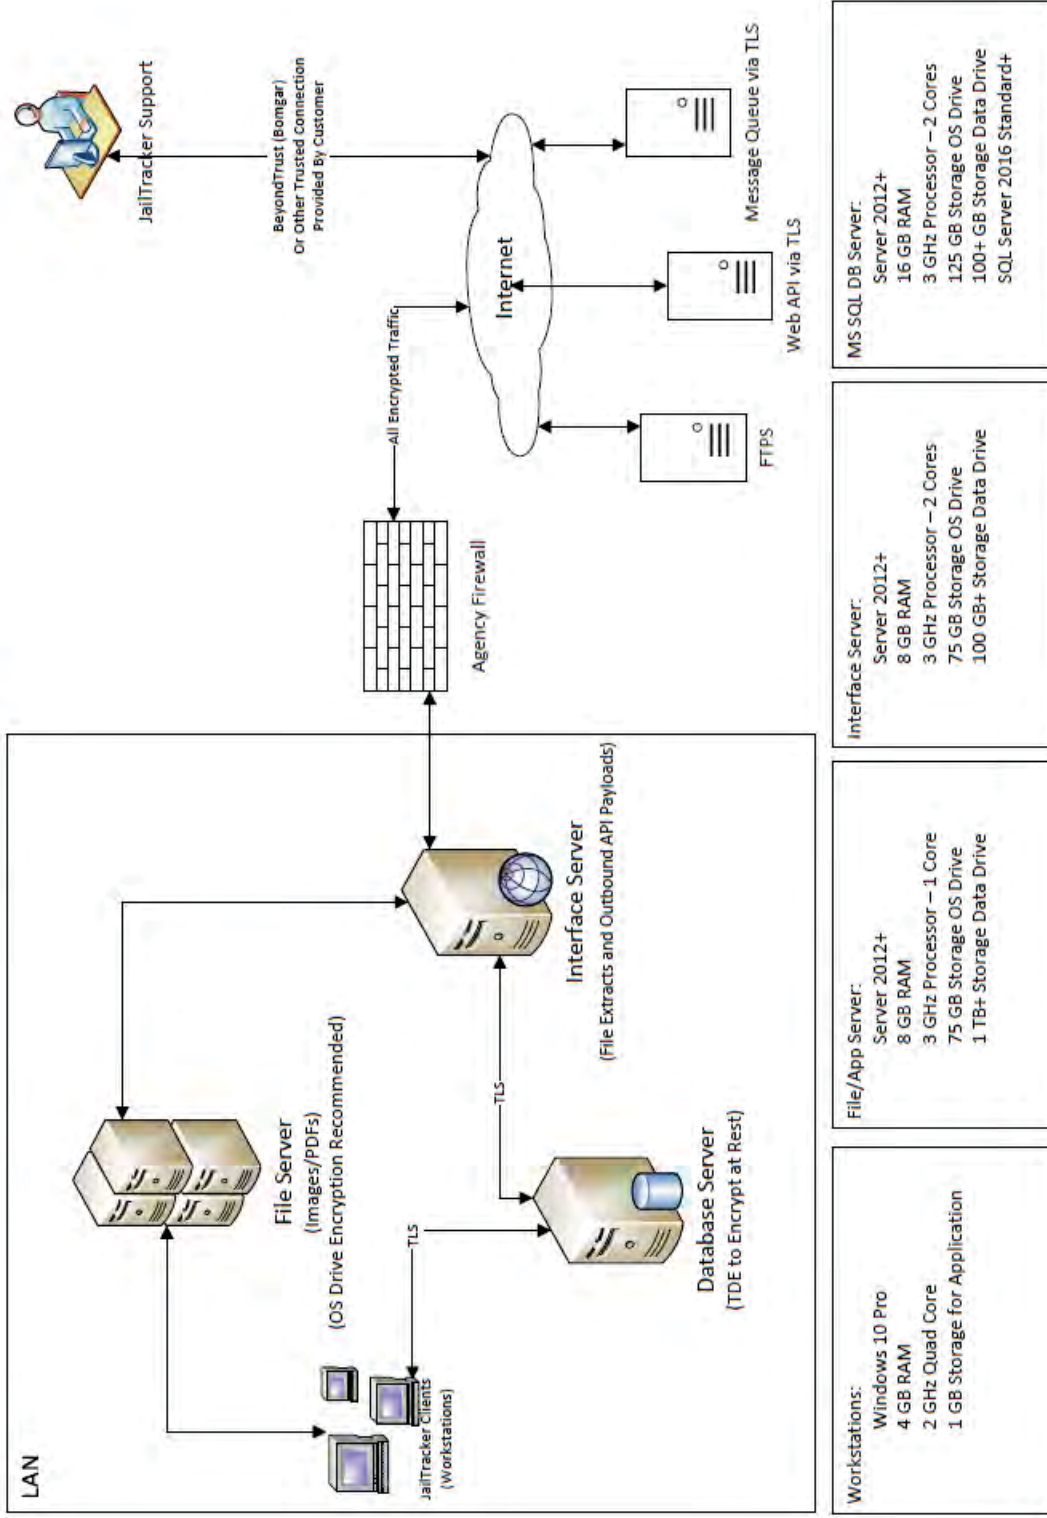 LAN
File Server
(Images/PDFs)
(OS Drive Encryption Recommended)
JailTracker Clients
(Workstations)
TLS
Database Server
(TDE to Encrypt at Rest)
TLS
Interface Server
(File Extracts and Outbound API Payloads)
Agency Firewall
All Encrypted Traffic
JailTracker Support
BeyondTrust (Bomgar)
Or Other Trusted Connection
Provided By Customer
Internet
FTPS
Web API via TLS
Message Queue via TLS
Workstations:
Windows 10 Pro
4 GB RAM
2 GHz Quad Core
1 GB Storage for Application
File/App Server:
Server 2012+
8 GB RAM
3 GHz Processor – 1 Core
75 GB Storage OS Drive
1 TB+ Storage Data Drive
Interface Server:
Server 2012+
8 GB RAM
3 GHz Processor – 2 Cores
75 GB Storage OS Drive
100 GB+ Storage Data Drive
MS SQL DB Server:
Server 2012+
16 GB RAM
3 GHz Processor – 2 Cores
125 GB Storage OS Drive
100+ GB Storage Data Drive
SQL Server 2016 Standard+